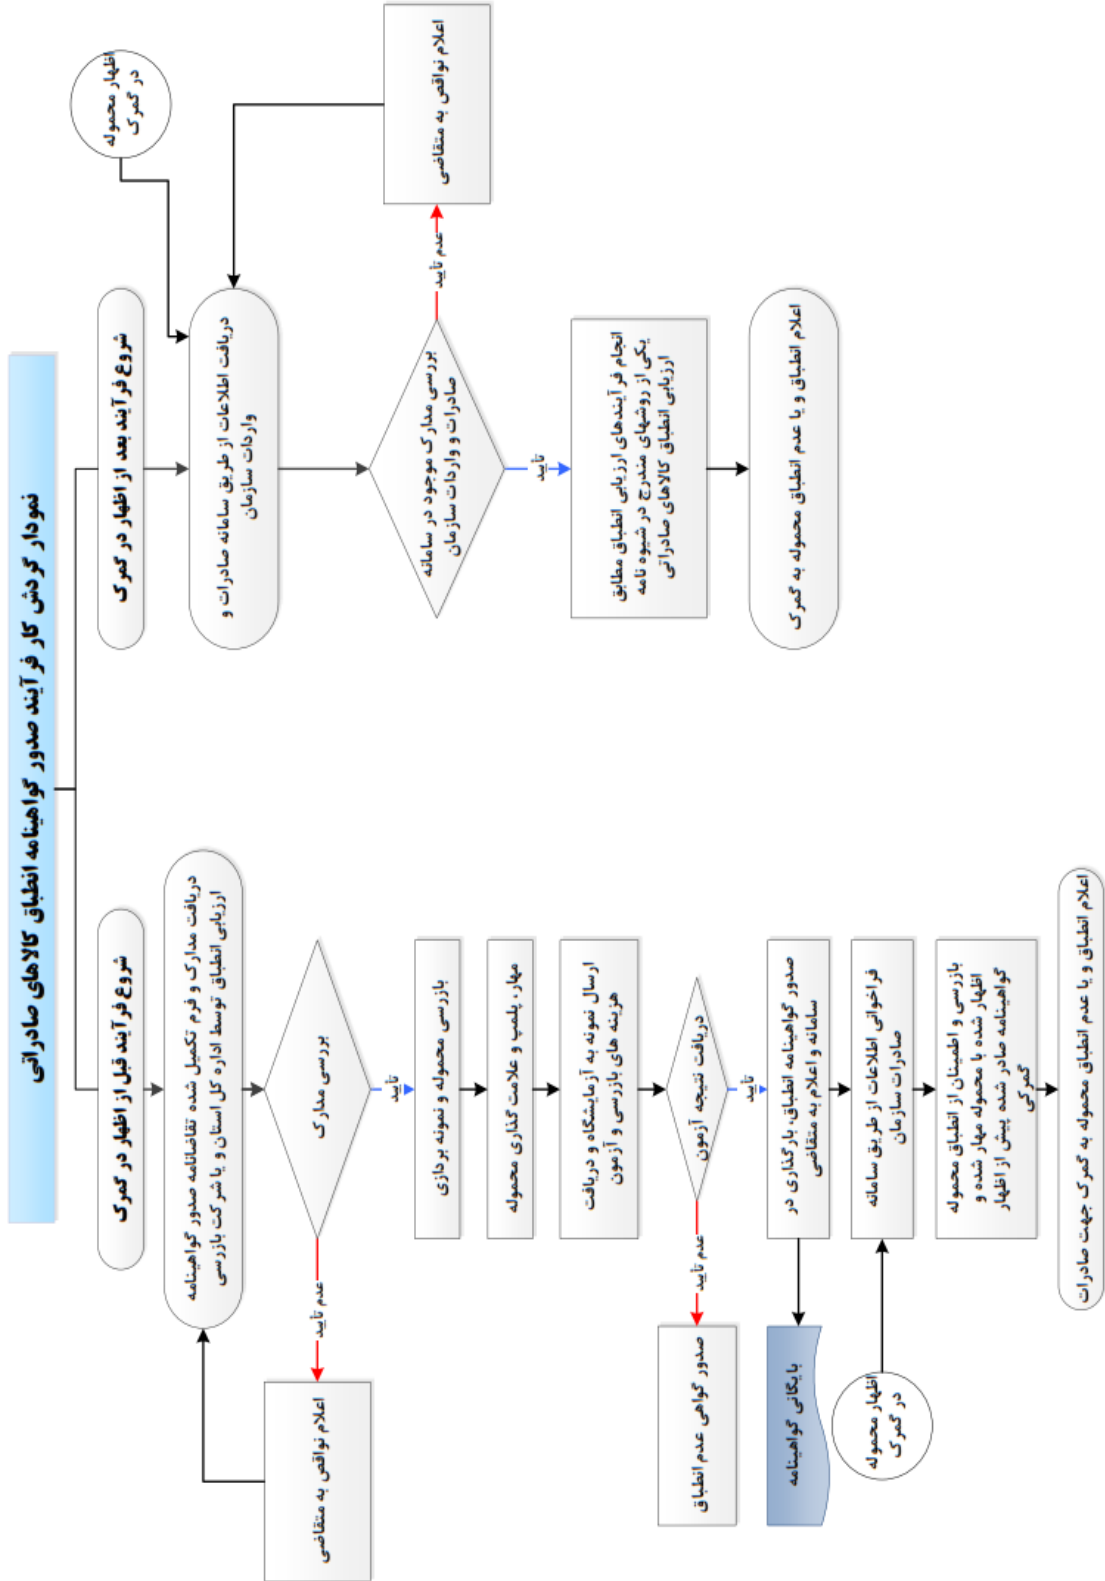 نمودار گردش کار فرآیند صدور گواهینامه انطباق کالاهای صادراتی
شروع فرآیند بعد از اظهار در گمرک
اظهار محموله
در گمرک
دریافت اطلاعات از طریق سامانه صادرات و
واردات سازمان
بررسی مدارک موجود در سامانه
صادرات و واردات سازمان
عدم تأیید
اعلام نواقص به متقاضی
تأیید
انجام فرآیندهای ارزیابی انطباق مطابق
یکی از روشهای مندرج در شیوه نامه
ارزیابی انطباق کالاهای صادراتی
اعلام انطباق و یا عدم انطباق محموله به گمرک
شروع فرآیند قبل از اظهار در گمرک
دریافت مدارک و فرم تکمیل شده تقاضانامه صدور گواهینامه
ارزیابی انطباق توسط اداره کل استان و یا شرکت بازرسی
بررسی مدارک
عدم تأیید
اعلام نواقص به متقاضی
تأیید
بازرسی محموله و نمونه بردازی
مهار، پلمپ و علامت گذاری محموله
ارسال نمونه به آزمایشگاه و دریافت
هزینه های بازرسی و آزمون
دریافت نتیجه آزمون
عدم تأیید
صدور گواهی عدم انطباق
تأیید
صدور گواهینامه انطباق، بارگذاری در
سامانه و اعلام به متقاضی
بایگانی گواهینامه
فراخوانی اطلاعات از طریق سامانه
صادرات سازمان
اظهار محموله
در گمرک
بازرسی و اطمینان از انطباق محموله
اظهار شده با محموله مهار شده و
گواهینامه صادر شده پیش از اظهار
گمرکی
اعلام انطباق و یا عدم انطباق محموله به گمرک جهت صادرات